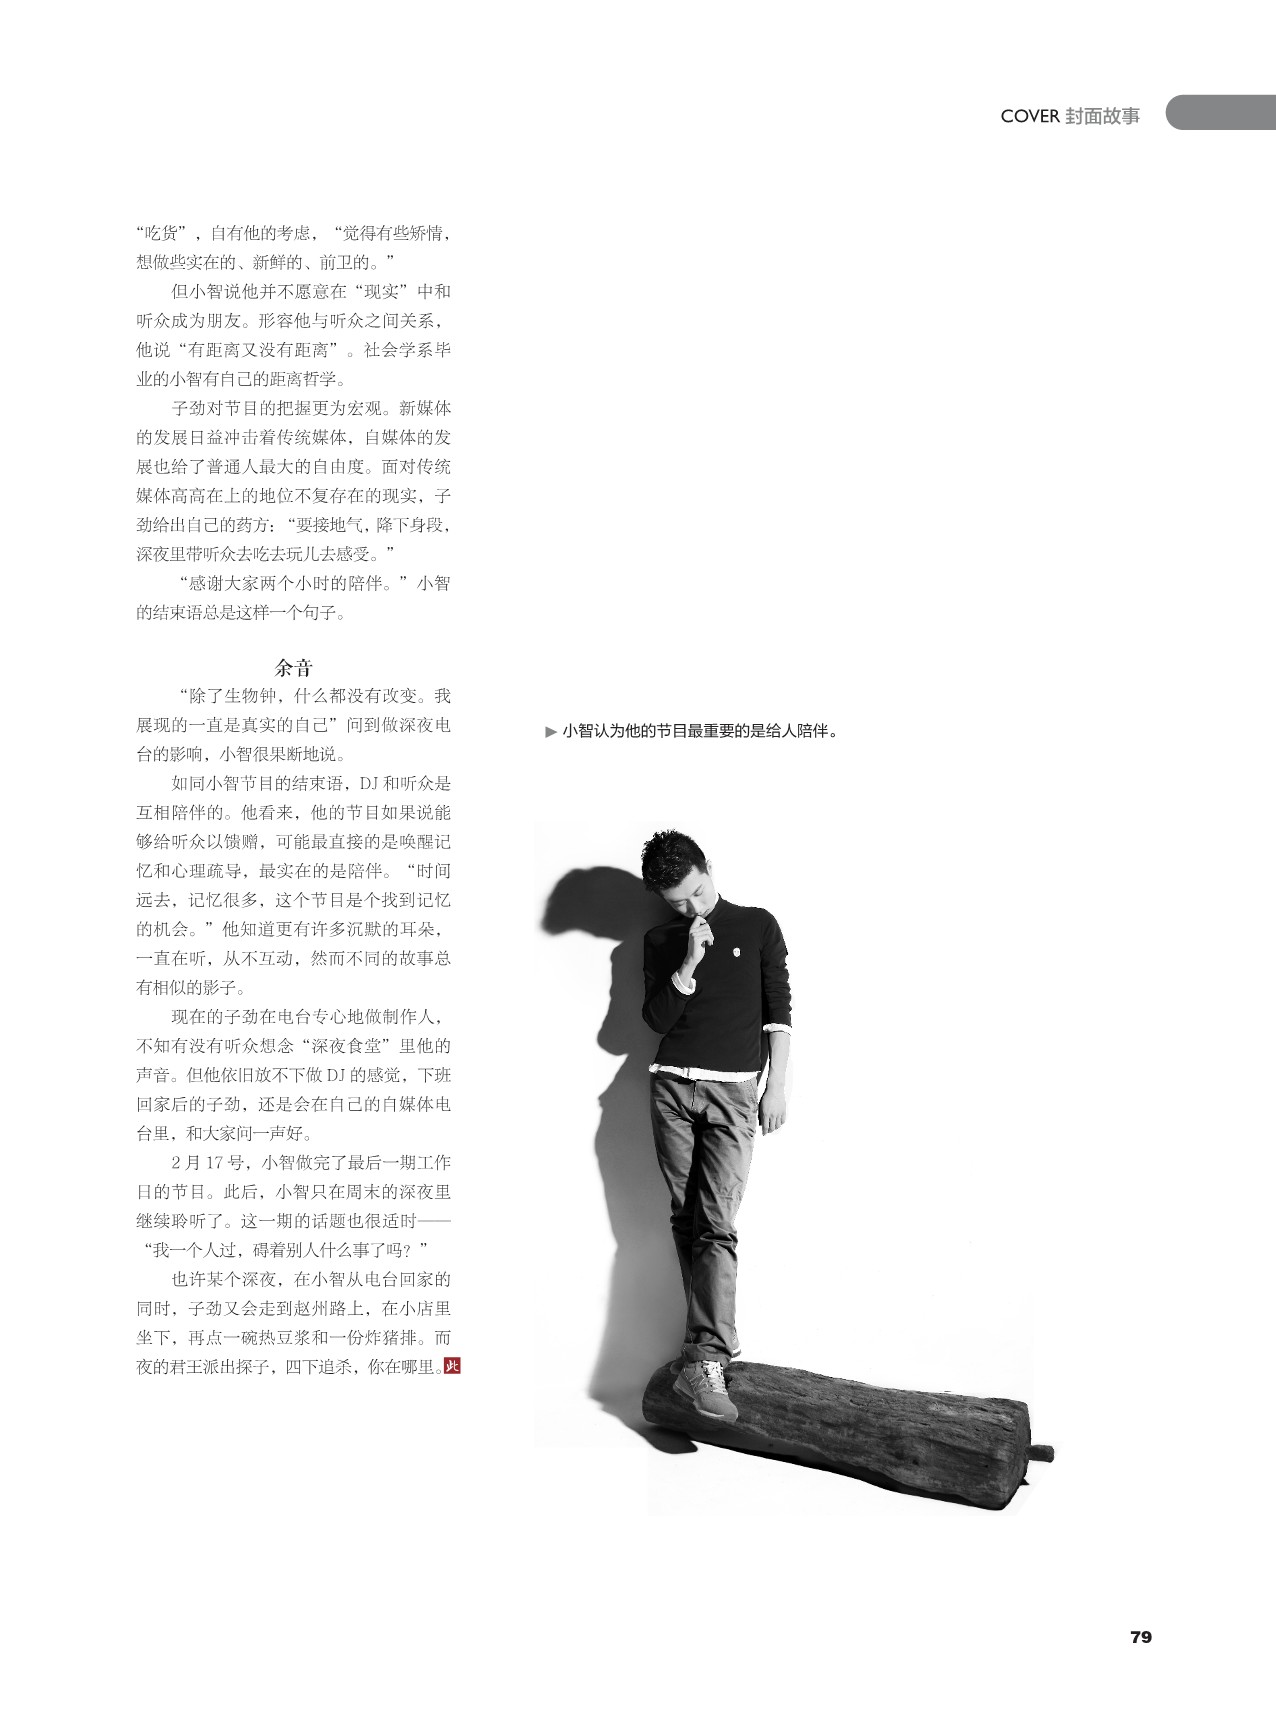 COVER 封面故事
“吃货”，自有他的考虑，“觉得有些矫情，
想做些实在的、新鲜的、前卫的。”
但小智说他并不愿意在“现实”中和
听众成为朋友。形容他与听众之间关系，
他说“有距离又没有距离”。社会学系毕
业的小智有自己的距离哲学。
子劲对节目的把握更为宏观。新媒体
的发展日益冲击着传统媒体，自媒体的发
展也给了普通人最大的自由度。面对传统
媒体高高在上的地位不复存在的现实，子
劲给出自己的药方：“要接地气，降下身段，
深夜里带听众去吃去玩儿去感受。”
“感谢大家两个小时的陪伴。”小智
的结束语总是这样一个句子。
余音
“除了生物钟，什么都没有改变。我
展现的一直是真实的自己”问到做深夜电
台的影响，小智很果断地说。
如同小智节目的结束语，DJ 和听众是
互相陪伴的。他看来，他的节目如果说能
够给听众以馈赠，可能最直接的是唤醒记
忆和心理疏导，最实在的是陪伴。“时间
远去，记忆很多，这个节目是个找到记忆
的机会。”他知道更有许多沉默的耳朵，
一直在听，从不互动，然而不同的故事总
有相似的影子。
现在的子劲在电台专心地做制作人，
不知有没有听众想念“深夜食堂”里他的
声音。但他依旧放不下做 DJ 的感觉，下班
回家后的子劲，还是会在自己的自媒体电
台里，和大家问一声好。
2 月 17 号，小智做完了最后一期工作
日的节目。此后，小智只在周末的深夜里
继续聆听了。这一期的话题也很适时——
“我一个人过，碍着别人什么事了吗？”
也许某个深夜，在小智从电台回家的
同时，子劲又会走到赵州路上，在小店里
坐下，再点一碗热豆浆和一份炸猪排。而
夜的君王派出探子，四下追杀，你在哪里。此
▶ 小智认为他的节目最重要的是给人陪伴。
79